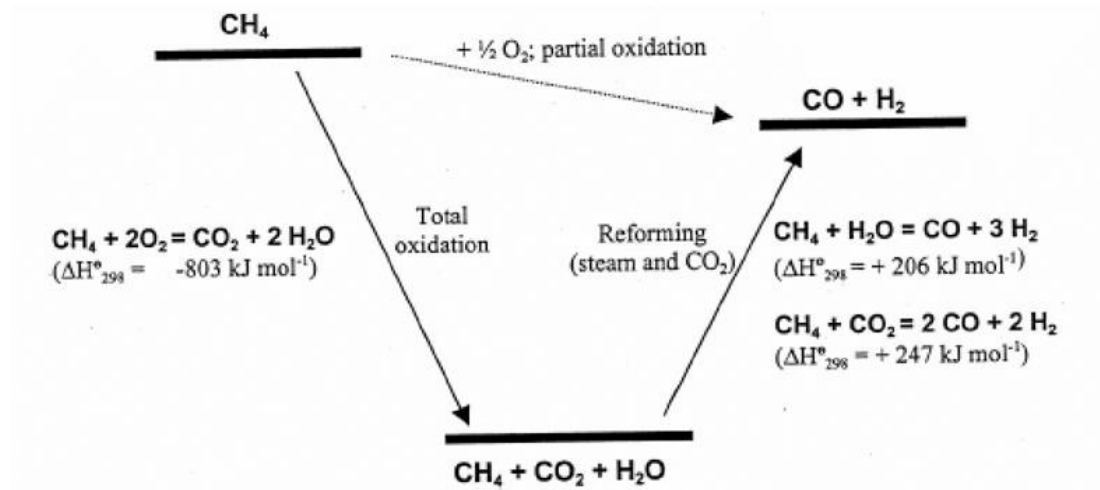 CH₄
+ ½ O₂; partial oxidation
CO + H₂
Total
oxidation
CH₄ + 2O₂ = CO₂ + 2 H₂O
(ΔH°₂₉₈ = -803 kJ mol⁻¹)
Reforming
(steam and CO₂)
CH₄ + H₂O = CO + 3 H₂
(ΔH°₂₉₈ = + 206 kJ mol⁻¹)
CH₄ + CO₂ = 2 CO + 2 H₂
(ΔH°₂₉₈ = + 247 kJ mol⁻¹)
CH₄ + CO₂ + H₂O